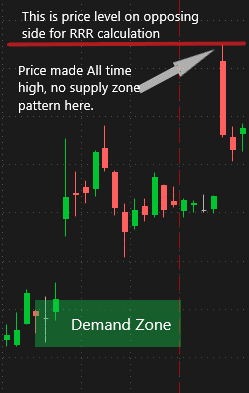 This is price level on opposing
side for RRR calculation
Price made All time
high, no supply zone
pattern here.
Demand Zone